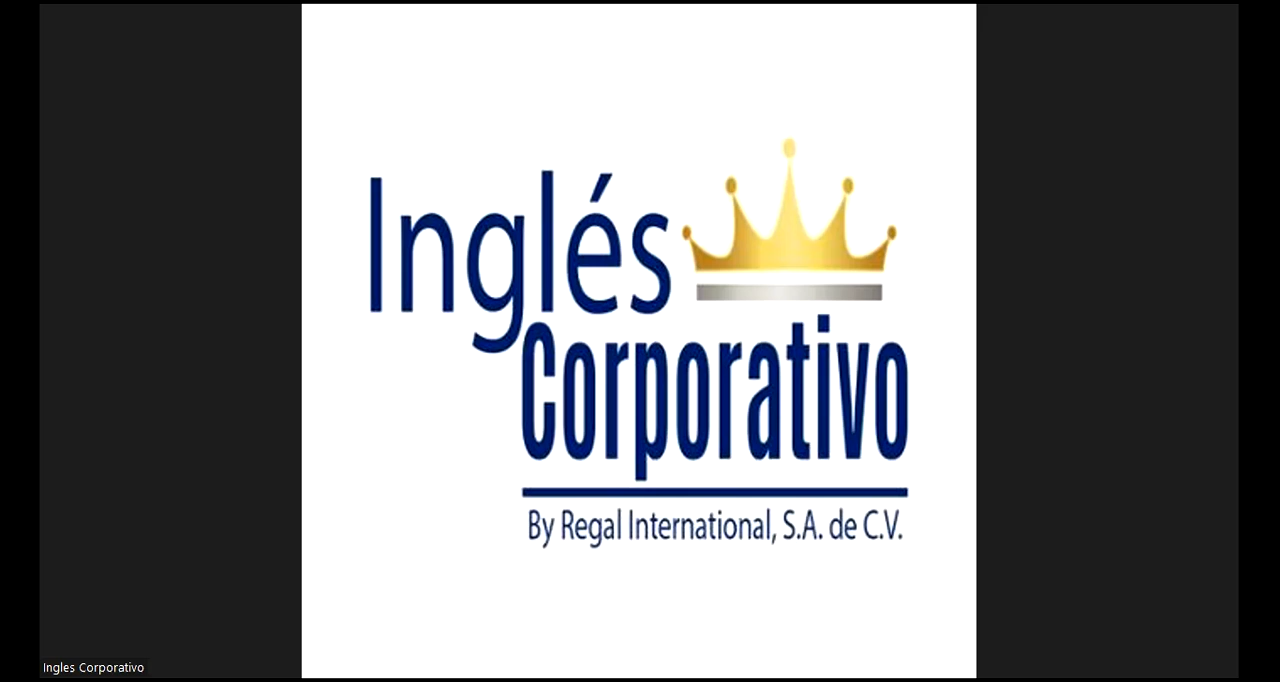 Inglés
Corporativo
By Regal International, S.A. de C.V.
Ingles Corporativo